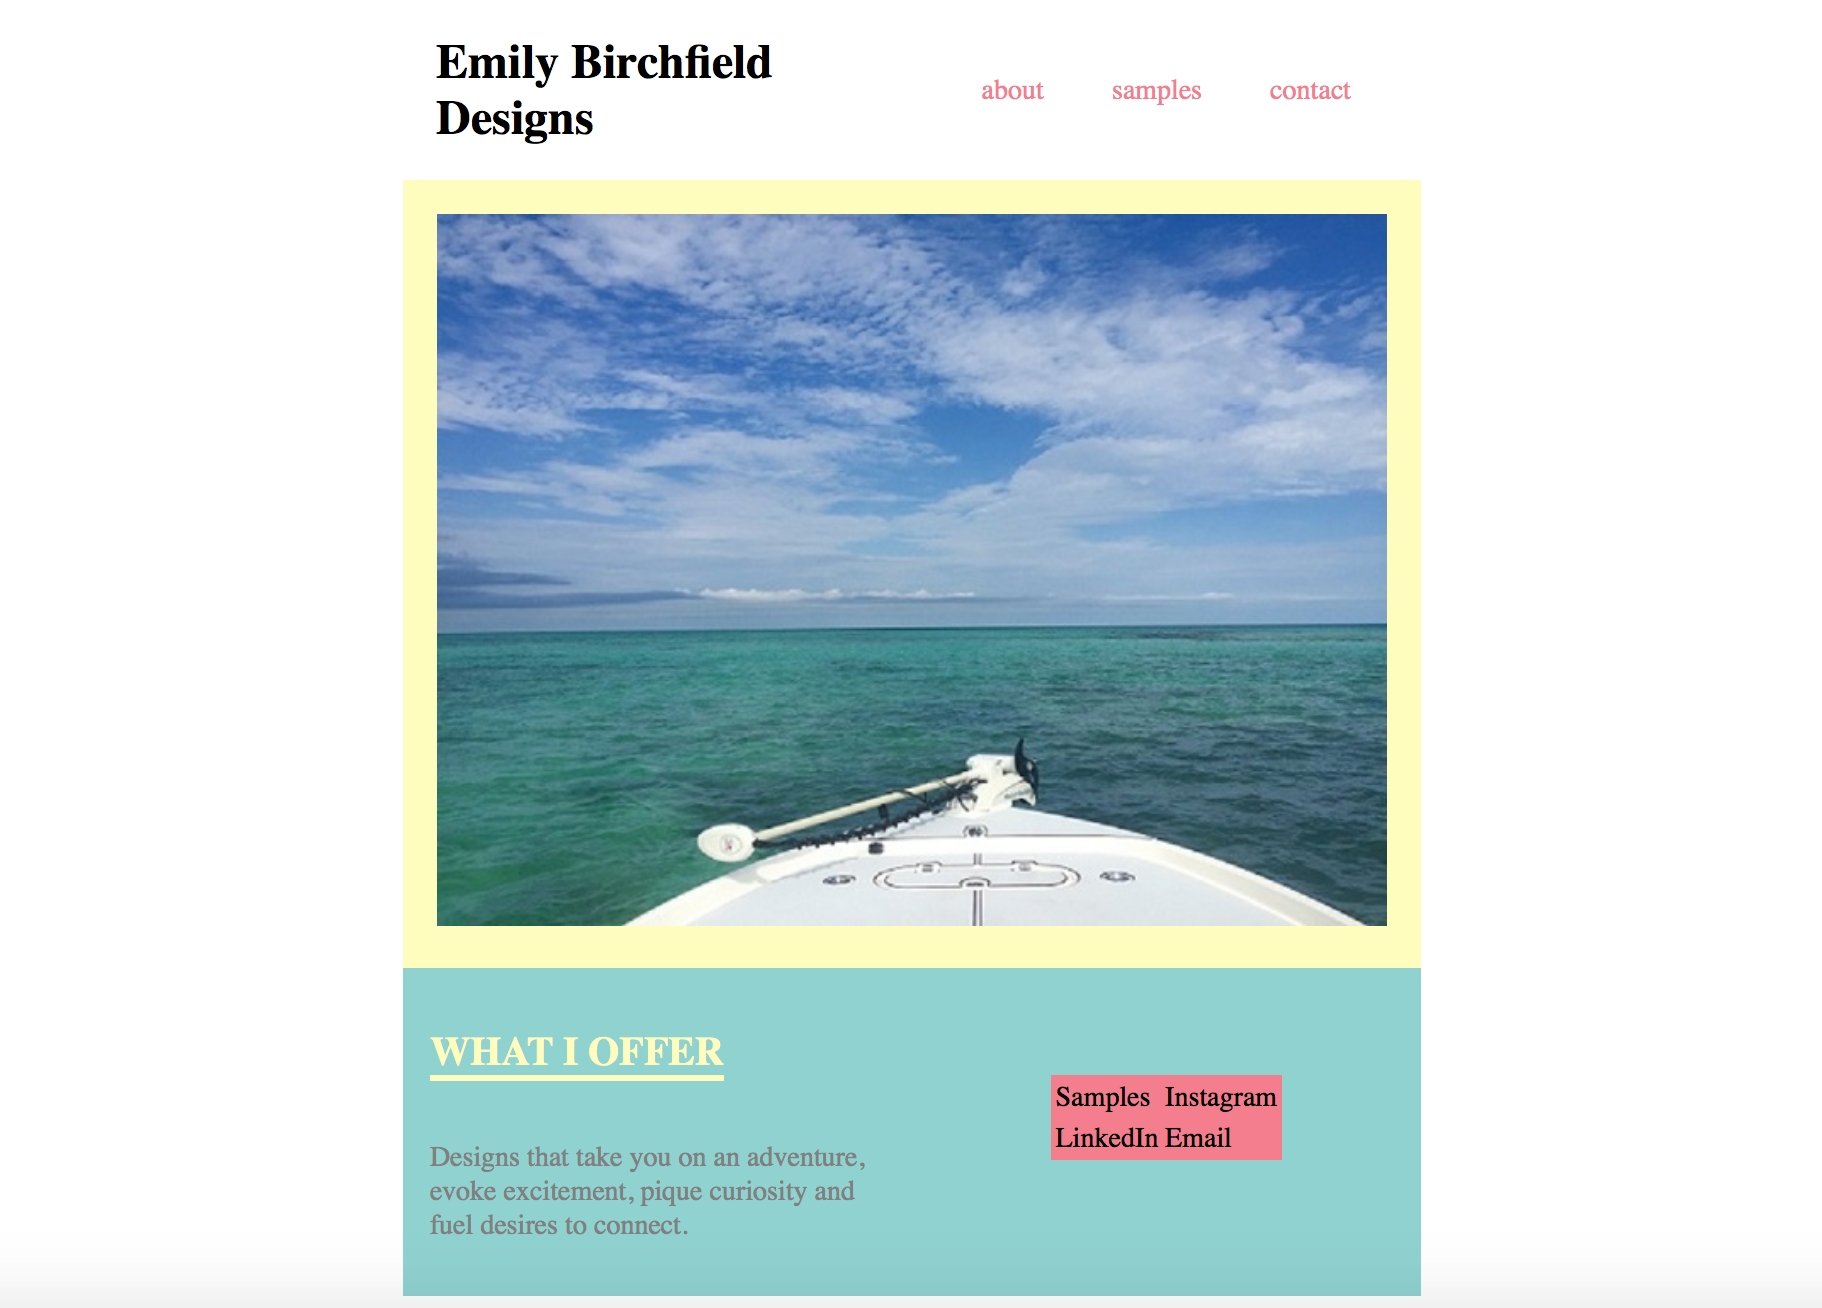 Emily Birchfield
Designs
about samples contact
WHAT I OFFER
Designs that take you on an adventure,
evoke excitement, pique curiosity and
fuel desires to connect.
Samples Instagram
LinkedIn Email